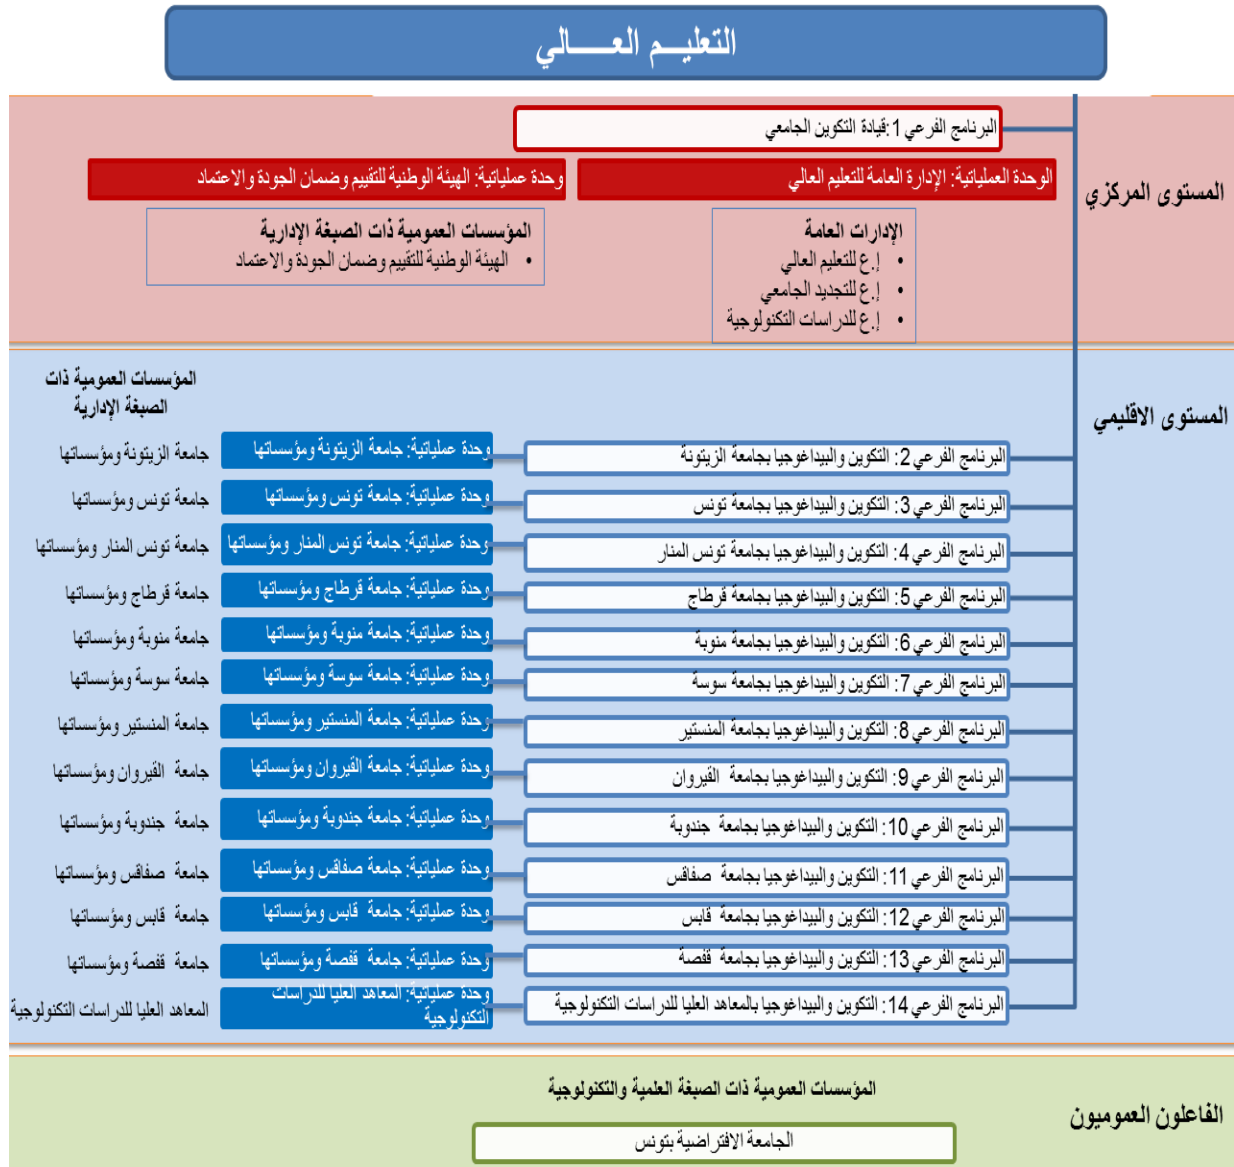 التعليـــم العـــــالي
المستوى المركزي
البرنامج الفرعي 1:قيادة التكوين الجامعي
الوحدة العملياتية: الإدارة العامة للتعليم العالي
وحدة عملياتية: الهيئة الوطنية للتقييم وضمان الجودة والاعتماد
الإدارات العامة
• إ.ع للتعليم العالي
• إ.ع للتجديد الجامعي
• إ.ع للدراسات التكنولوجية
المؤسسات العمومية ذات الصبغة الإدارية
• الهيئة الوطنية للتقييم وضمان الجودة والاعتماد
المستوى الاقليمي
المؤسسات العمومية ذات
الصبغة الإدارية
البرنامج الفرعي 2: التكوين والبيداغوجيا بجامعة الزيتونة
وحدة عملياتية: جامعة الزيتونة ومؤسساتها
جامعة الزيتونة ومؤسساتها
البرنامج الفرعي 3: التكوين والبيداغوجيا بجامعة تونس
وحدة عملياتية: جامعة تونس ومؤسساتها
جامعة تونس ومؤسساتها
البرنامج الفرعي 4: التكوين والبيداغوجيا بجامعة تونس المنار
وحدة عملياتية: جامعة تونس المنار ومؤسساتها
جامعة تونس المنار ومؤسساتها
البرنامج الفرعي 5: التكوين والبيداغوجيا بجامعة قرطاج
وحدة عملياتية: جامعة قرطاج ومؤسساتها
جامعة قرطاج ومؤسساتها
البرنامج الفرعي 6: التكوين والبيداغوجيا بجامعة منوبة
وحدة عملياتية: جامعة منوبة ومؤسساتها
جامعة منوبة ومؤسساتها
البرنامج الفرعي 7: التكوين والبيداغوجيا بجامعة سوسة
وحدة عملياتية: جامعة سوسة ومؤسساتها
جامعة سوسة ومؤسساتها
البرنامج الفرعي 8: التكوين والبيداغوجيا بجامعة المنستير
وحدة عملياتية: جامعة المنستير ومؤسساتها
جامعة المنستير ومؤسساتها
البرنامج الفرعي 9: التكوين والبيداغوجيا بجامعة القيروان
وحدة عملياتية: جامعة القيروان ومؤسساتها
جامعة القيروان ومؤسساتها
البرنامج الفرعي 10: التكوين والبيداغوجيا بجامعة جندوبة
وحدة عملياتية: جامعة جندوبة ومؤسساتها
جامعة جندوبة ومؤسساتها
البرنامج الفرعي 11: التكوين والبيداغوجيا بجامعة صفاقس
وحدة عملياتية: جامعة صفاقس ومؤسساتها
جامعة صفاقس ومؤسساتها
البرنامج الفرعي 12: التكوين والبيداغوجيا بجامعة قابس
وحدة عملياتية: جامعة قابس ومؤسساتها
جامعة قابس ومؤسساتها
البرنامج الفرعي 13: التكوين والبيداغوجيا بجامعة قفصة
وحدة عملياتية: جامعة قفصة ومؤسساتها
جامعة قفصة ومؤسساتها
البرنامج الفرعي 14: التكوين والبيداغوجيا بالمعاهد العليا للدراسات التكنولوجية
وحدة عملياتية: المعاهد العليا للدراسات
التكنولوجية
المعاهد العليا للدراسات التكنولوجية
الفاعلون العموميون
المؤسسات العمومية ذات الصبغة العلمية والتكنولوجية
الجامعة الافتراضية بتونس